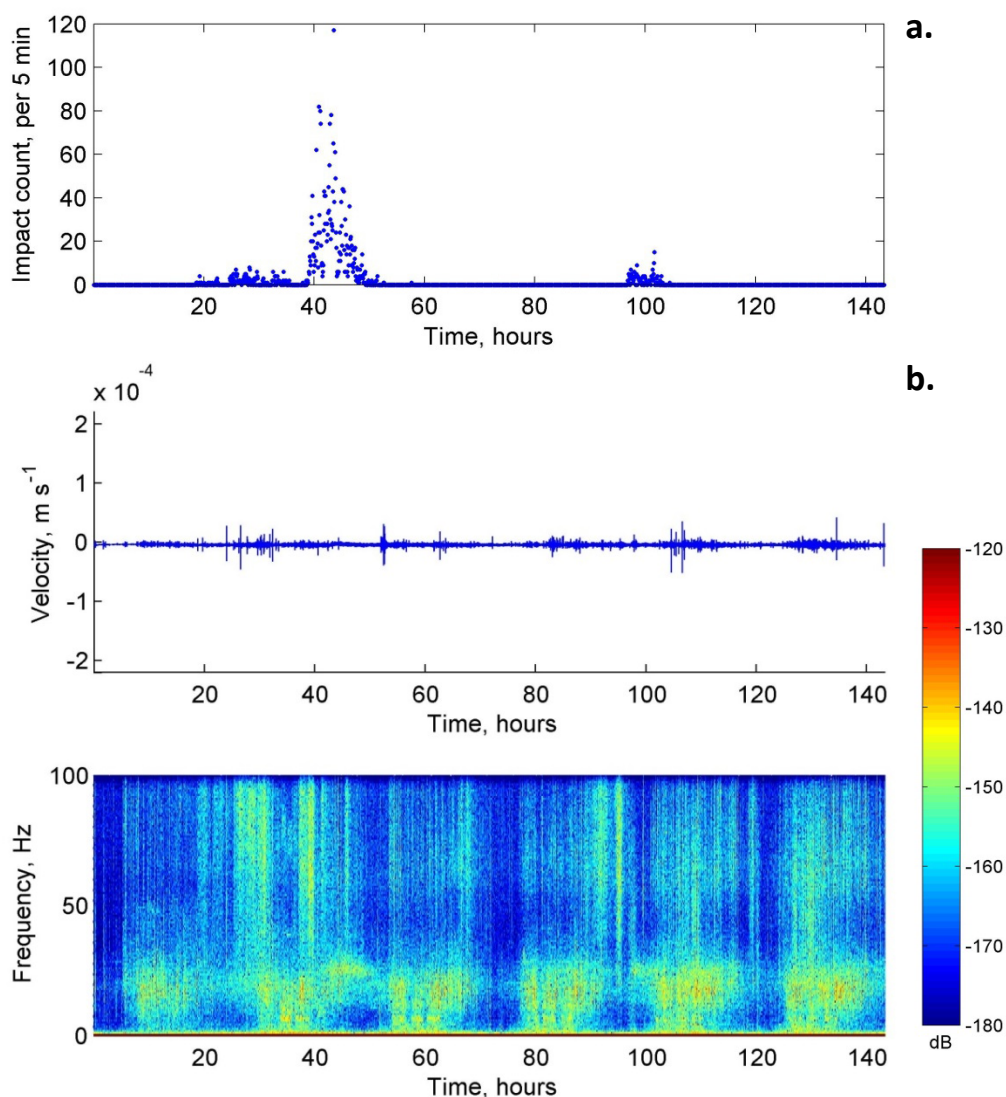 a.
120
100
80
60
40
20
0
Impact count, per 5 min
20 40 60 80 100 120 140
Time, hours
b.
x 10⁻⁴
2
1
0
-1
-2
Velocity, m s⁻¹
20 40 60 80 100 120 140
Time, hours
100
50
0
Frequency, Hz
20 40 60 80 100 120 140
Time, hours
-120
-130
-140
-150
-160
-170
-180
dB